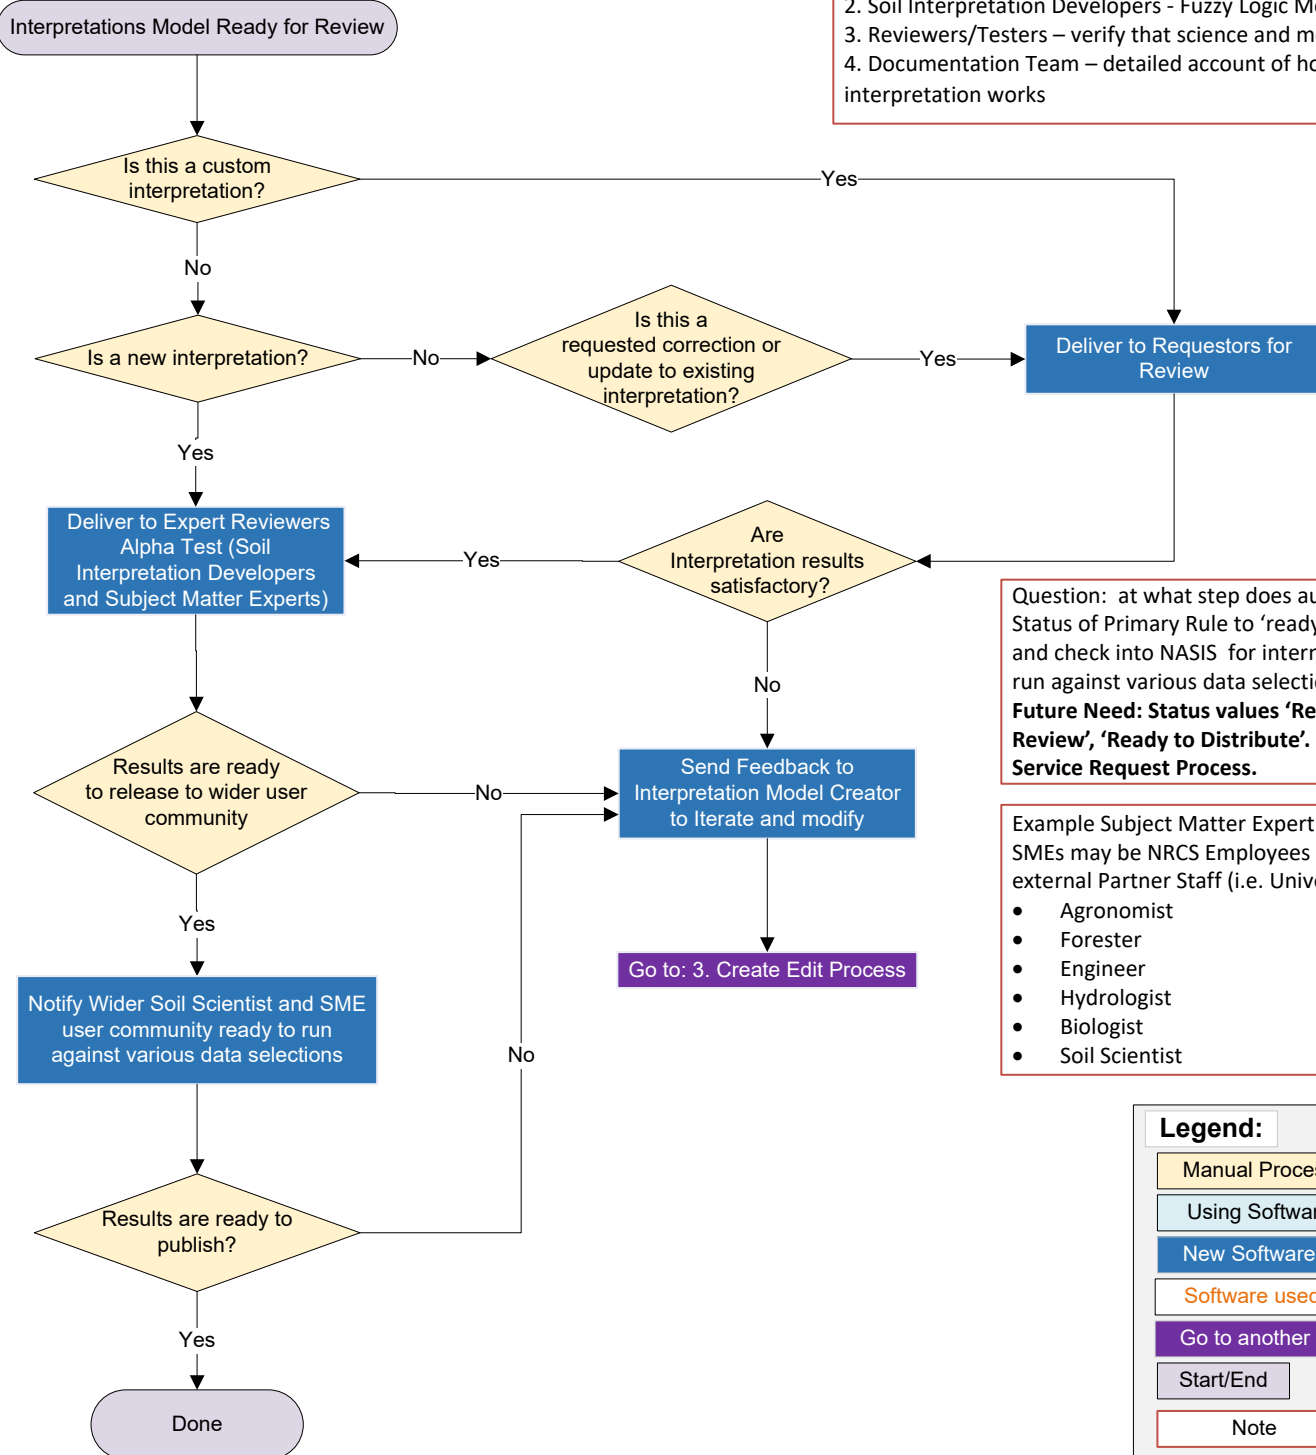 Interpretations Model Ready for Review
2. Soil Interpretation Developers - Fuzzy Logic
3. Reviewers/Testers – verify that science and
4. Documentation Team – detailed account of
interpretation works
Is this a custom
interpretation?
Yes
No
Is a new interpretation?
No
Is this a
requested correction or
update to existing
interpretation?
Yes
Deliver to Requestors for
Review
Yes
Deliver to Expert Reviewers
Alpha Test (Soil
Interpretation Developers
and Subject Matter Experts)
Yes
Are
Interpretation results
satisfactory?
No
Question: at what step does
Status of Primary Rule to ‘ready
and check into NASIS for
run against various data
Future Need: Status values
Review’, ‘Ready to Distribute’.
Service Request Process.
Results are ready
to release to wider user
community
No
Send Feedback to
Interpretation Model Creator
to Iterate and modify
Example Subject Matter Expert
SMEs may be NRCS Employees
external Partner Staff (i.e.
• Agronomist
• Forester
• Engineer
• Hydrologist
• Biologist
• Soil Scientist
Yes
Go to: 3. Create Edit Process
Notify Wider Soil Scientist and SME
user community ready to run
against various data selections
No
Legend:
Manual
Using
New Software
Software
Go to another
Start/End
Note
Results are ready to
publish?
Yes
Done